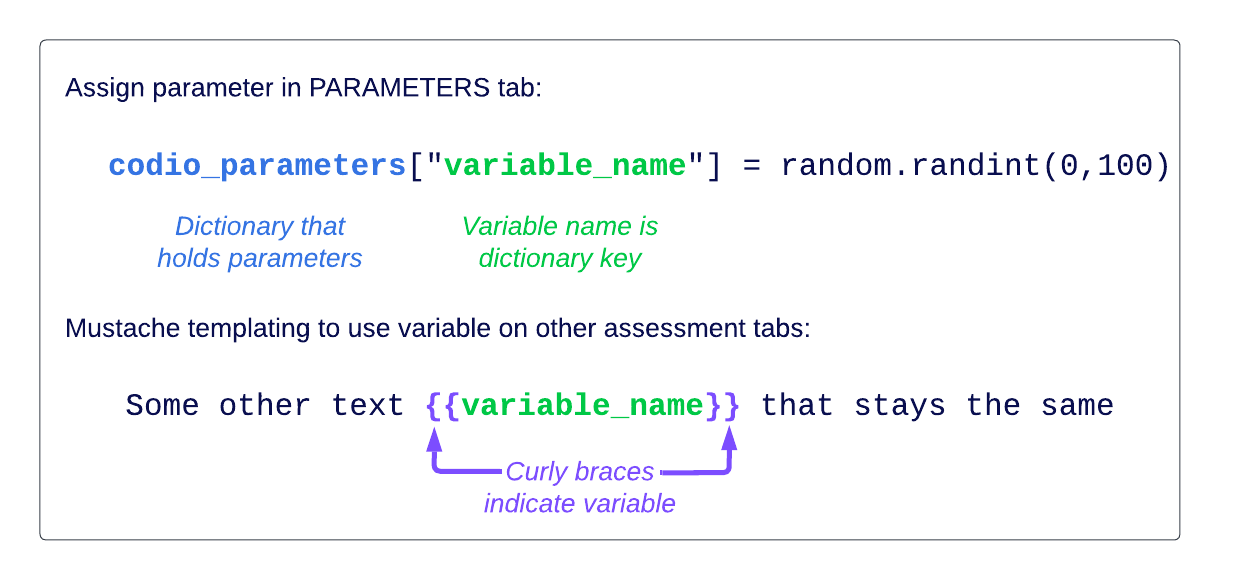 Assign parameter in PARAMETERS tab:
codio_parameters["variable_name"] = random.randint(0,100)
Dictionary that
holds parameters
Variable name is
dictionary key
Mustache templating to use variable on other assessment tabs:
Some other text {{variable_name}} that stays the same
Curly braces
indicate variable